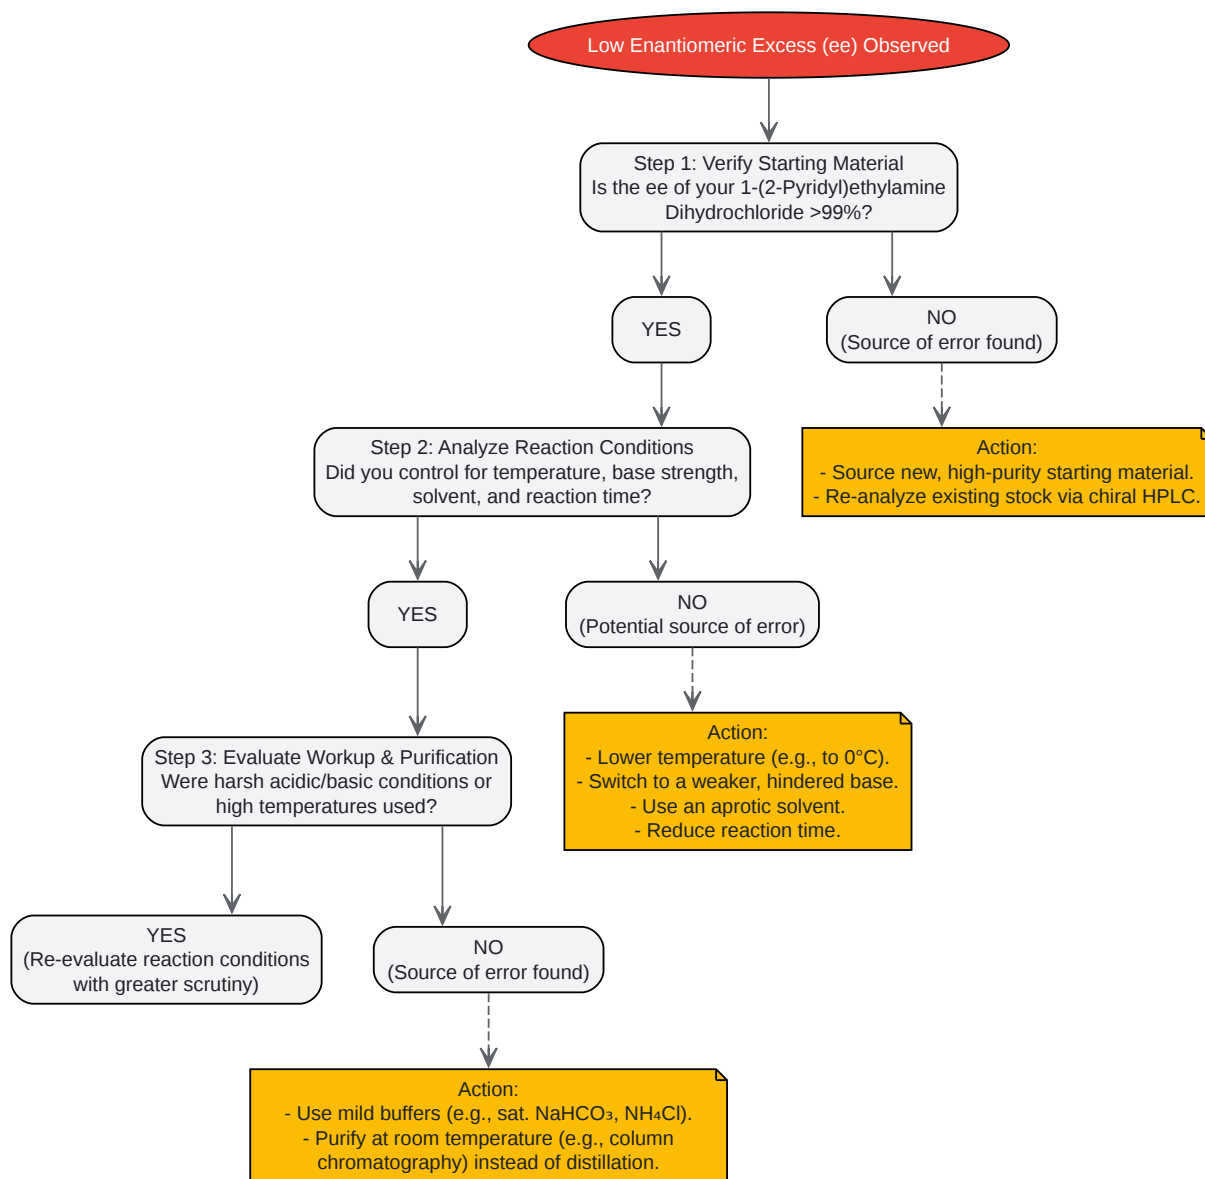 Low Enantiomeric Excess (ee) Observed
Step 1: Verify Starting Material
Is the ee of your 1-(2-Pyridyl)ethylamine
Dihydrochloride >99%?
YES
NO
(Source of error found)
Step 2: Analyze Reaction Conditions
Did you control for temperature, base strength,
solvent, and reaction time?
Action:
- Source new, high-purity starting material.
- Re-analyze existing stock via chiral HPLC.
YES
NO
(Potential source of error)
Step 3: Evaluate Workup & Purification
Were harsh acidic/basic conditions or
high temperatures used?
Action:
- Lower temperature (e.g., to 0°C).
- Switch to a weaker, hindered base.
- Use an aprotic solvent.
- Reduce reaction time.
YES
(Re-evaluate reaction conditions
with greater scrutiny)
NO
(Source of error found)
Action:
- Use mild buffers (e.g., sat. NaHCO₃, NH₄Cl).
- Purify at room temperature (e.g., column
chromatography) instead of distillation.